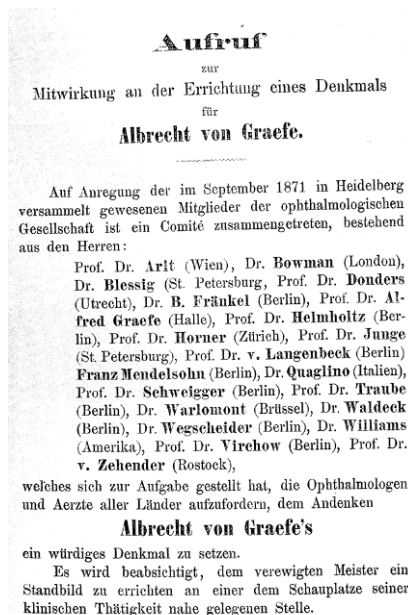 Aufruf
zur
Mitwirkung an der Errichtung eines Denkmals
für
Albrecht von Graefe.
Auf Anregung der im September 1871 in Heidelberg
versammelt gewesenen Mitglieder der ophthalmologischen
Gesellschaft ist ein Comité zusammengetreten, bestehend
aus den Herren:
Prof. Dr. Arlt (Wien), Dr. Bowman (London),
Dr. Blessig (St. Petersburg, Prof. Dr. Donders
(Utrecht), Dr. B. Fränkel (Berlin), Prof. Dr. Al-
fred Graefe (Halle), Prof. Dr. Helmholtz (Ber-
lin), Prof. Dr. Horner (Zürich), Prof. Dr. Junge
(St. Petersburg), Prof. Dr. v. Langenbeck (Berlin)
Franz Mendelsohn (Berlin), Dr. Quaglino (Italien),
Prof. Dr. Schweigger (Berlin), Prof. Dr. Traube
(Berlin), Dr. Warlomont (Brüssel), Dr. Waldeck
(Berlin), Dr. Wegscheider (Berlin), Dr. Williams
(Amerika), Prof. Dr. Virchow (Berlin), Prof. Dr.
v. Zehender (Rostock),
welches sich zur Aufgabe gestellt hat, die Ophthalmologen
und Aerzte aller Länder aufzufordern, dem Andenken
Albrecht von Graefe's
ein würdiges Denkmal zu setzen.
Es wird beabsichtigt, dem verewigten Meister ein
Standbild zu errichten an einer dem Schauplatze seiner
klinischen Thätigkeit nahe gelegenen Stelle.